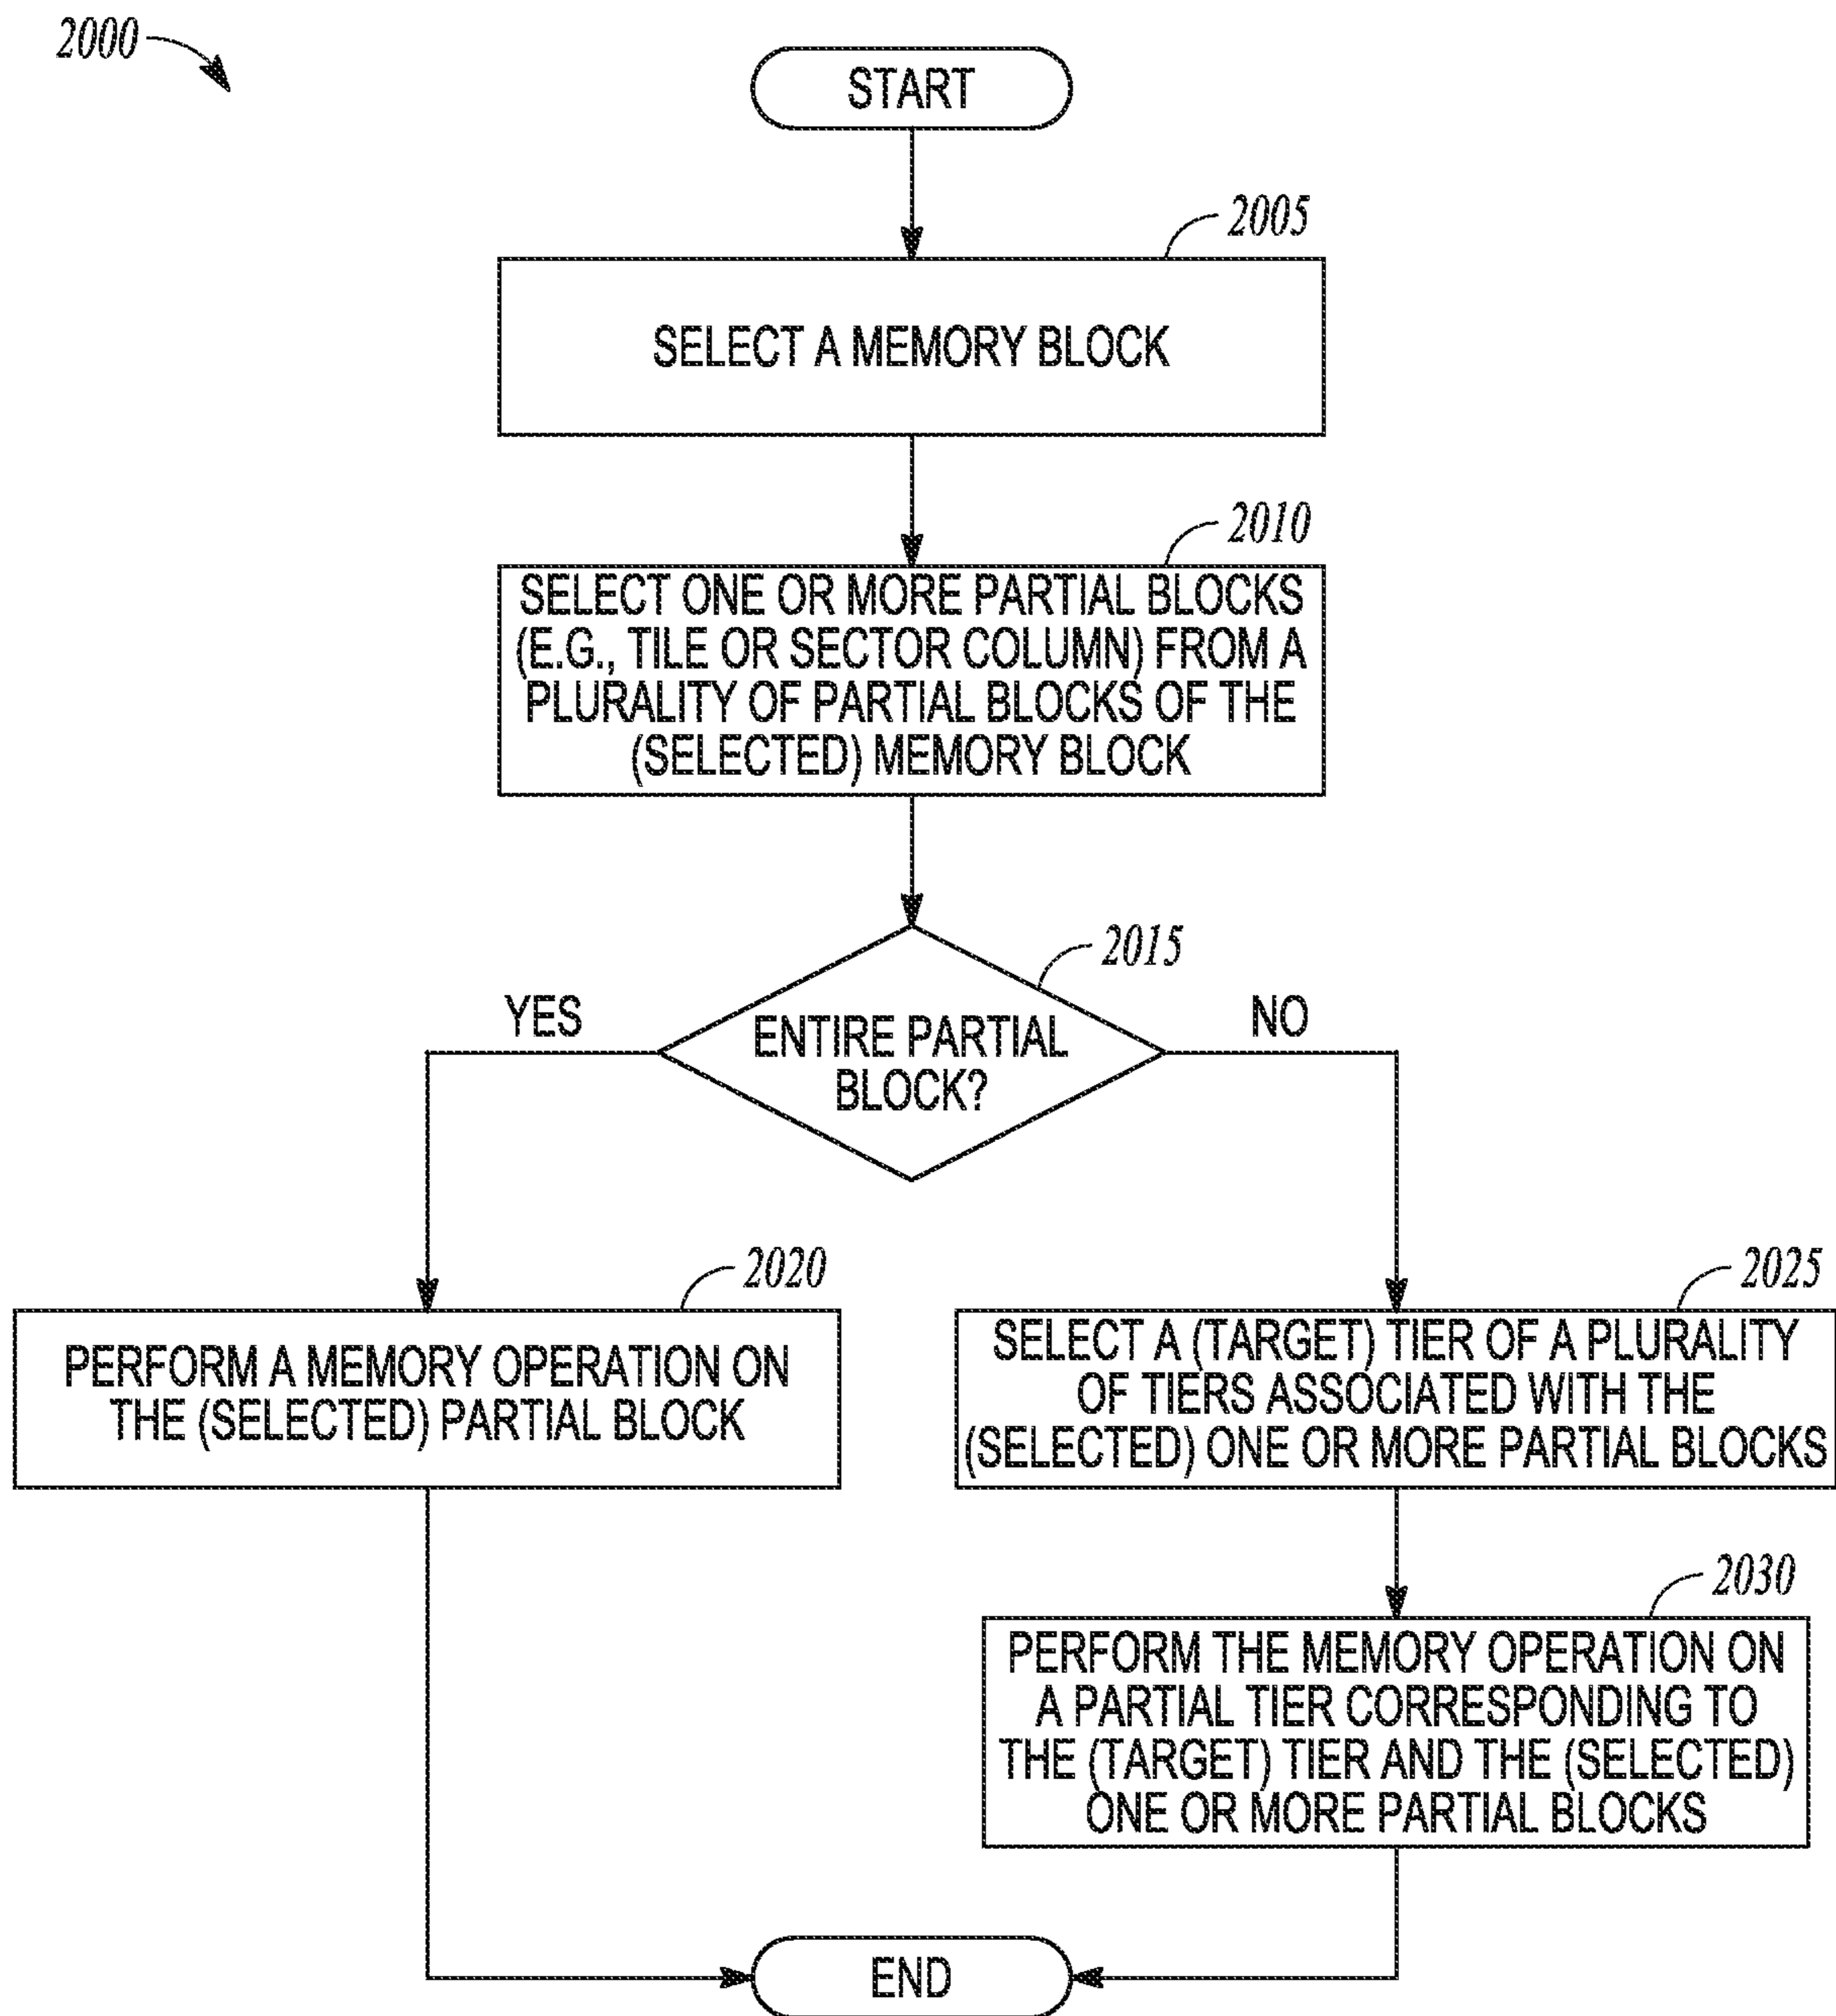 2000
START
2005
SELECT A MEMORY BLOCK
2010
SELECT ONE OR MORE PARTIAL BLOCKS
(E.G., TILE OR SECTOR COLUMN) FROM A
PLURALITY OF PARTIAL BLOCKS OF THE
(SELECTED) MEMORY BLOCK
2015
YES
NO
ENTIRE PARTIAL
BLOCK?
2020
PERFORM A MEMORY OPERATION ON
THE (SELECTED) PARTIAL BLOCK
2025
SELECT A (TARGET) TIER OF A PLURALITY
OF TIERS ASSOCIATED WITH THE
(SELECTED) ONE OR MORE PARTIAL BLOCKS
2030
PERFORM THE MEMORY OPERATION ON
A PARTIAL TIER CORRESPONDING TO
THE (TARGET) TIER AND THE (SELECTED)
ONE OR MORE PARTIAL BLOCKS
END